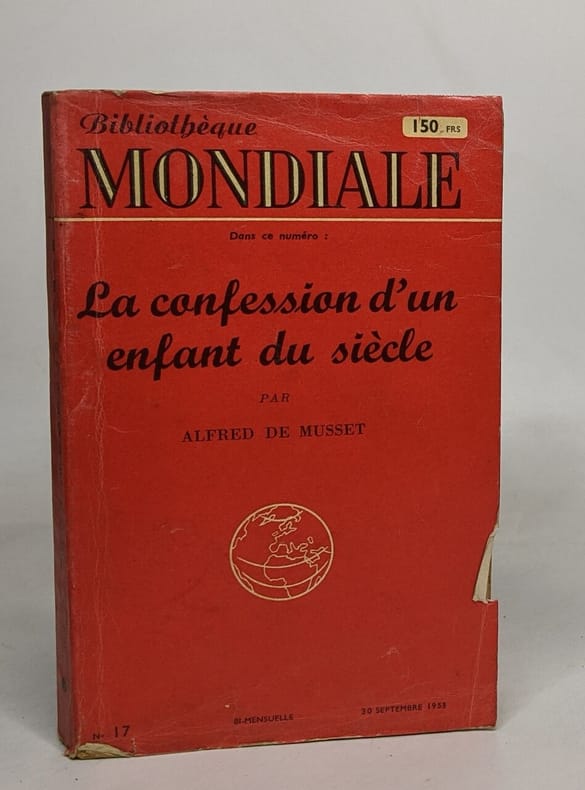 Bibliothèque
150 FRS
MONDIALE
Dans ce numéro :
La confession d'un
enfant du siècle
PAR
ALFRED DE MUSSET
N° 17
BI-MENSUELLE
30 SEPTEMBRE 1953